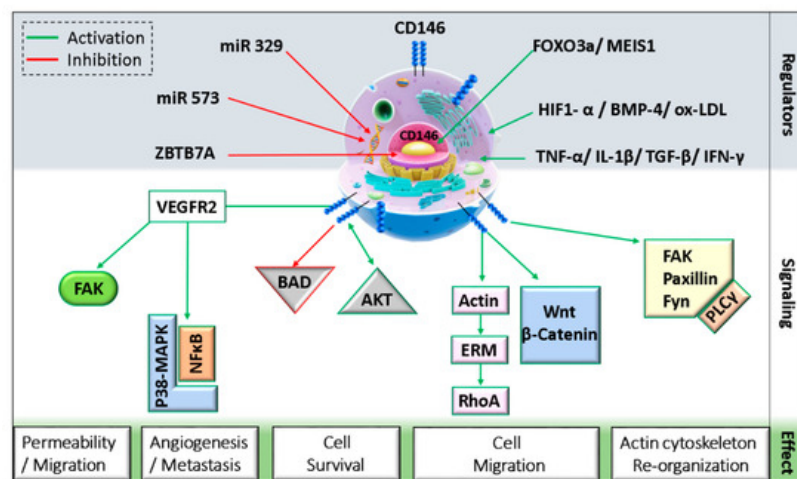 Activation
Inhibition
CD146
miR 329
FOXO3a/ MEIS1
miR 573
HIF1- α / BMP-4/ ox-LDL
CD146
ZBTB7A
TNF-α/ IL-1β/ TGF-β/ IFN-γ
Regulators
VEGFR2
FAK
P38-MAPK
NFκB
BAD
AKT
Actin
ERM
RhoA
Wnt
β-Catenin
FAK
Paxillin
Fyn
PLCγ
Signaling
Permeability
/ Migration
Angiogenesis
/ Metastasis
Cell
Survival
Cell
Migration
Actin cytoskeleton
Re-organization
Effect